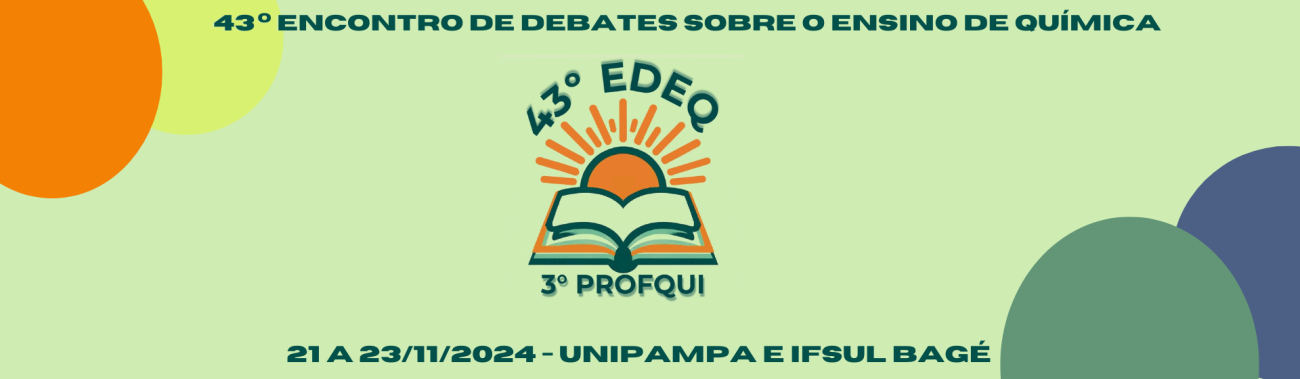 43º ENCONTRO DE DEBATES SOBRE O ENSINO DE QUÍMICA
43º EDEQ
3º PROFQUI
21 A 23/11/2024 - UNIPAMPA E IFSUL BAGÉ